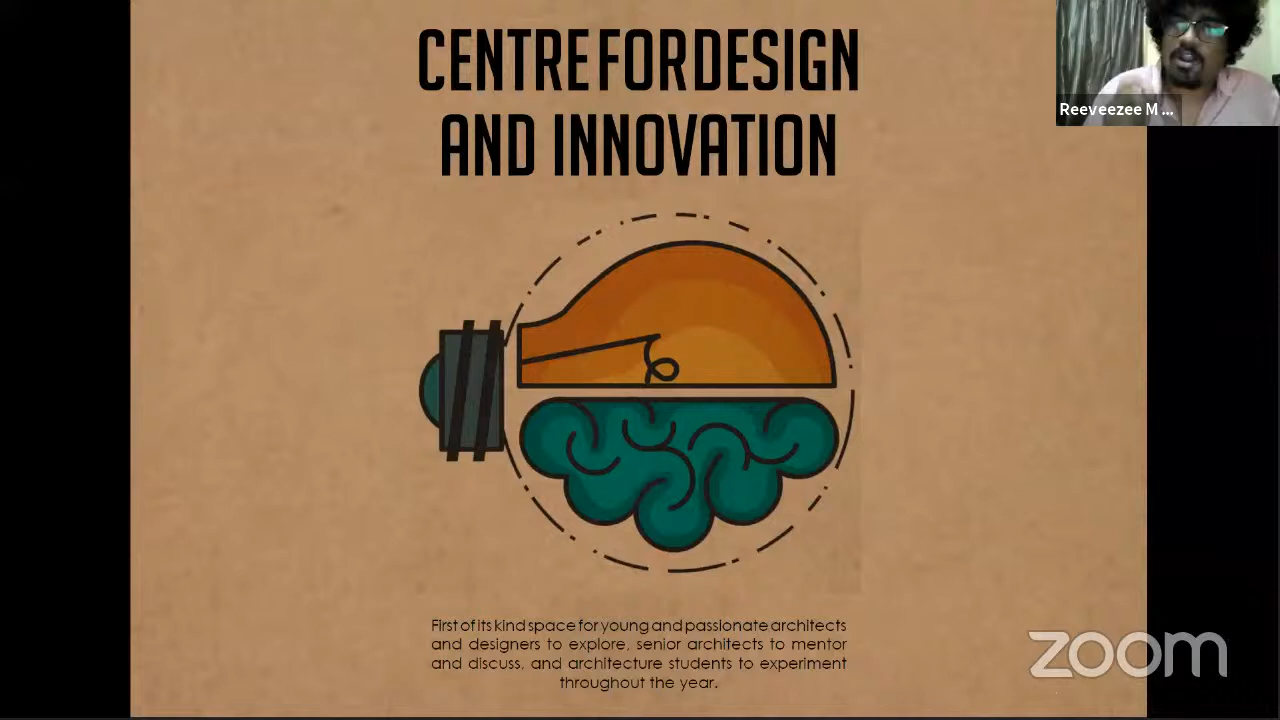 CENTRE FOR DESIGN
AND INNOVATION
Reeveezee M ...
First of its kind space for young and passionate architects
and designers to explore, senior architects to mentor
and discuss, and architecture students to experiment
throughout the year.
zoom